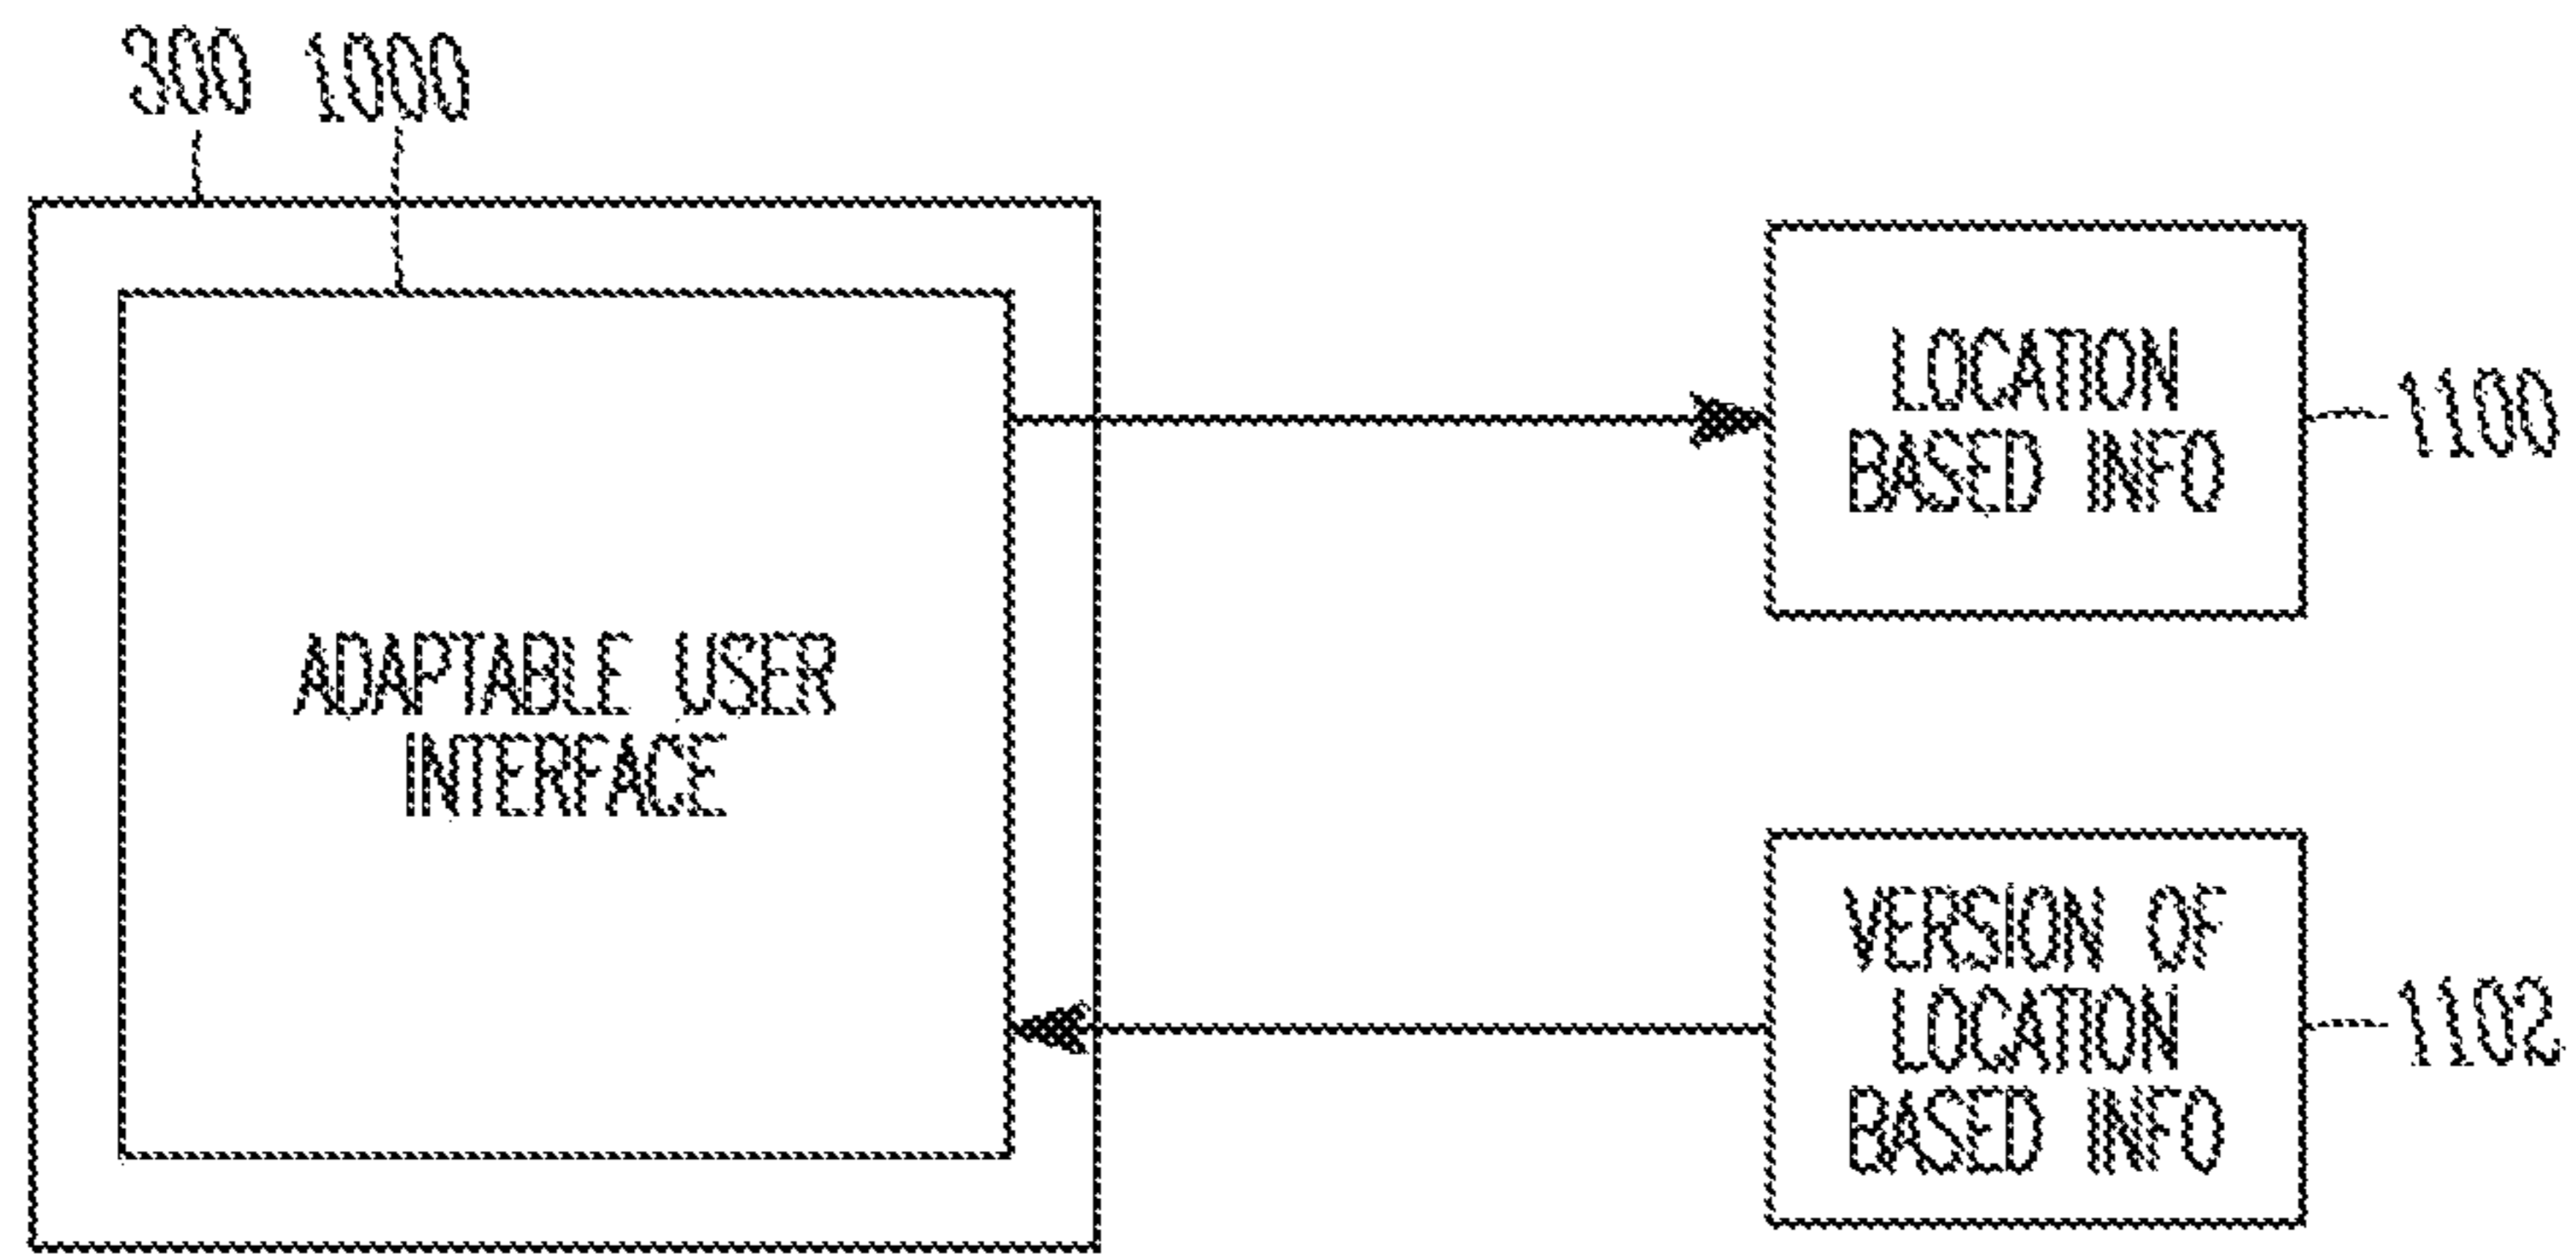 300 1000
LOCATION
BASED INFO
1100
ADAPTABLE USER
INTERFACE
VERSION OF
LOCATION
BASED INFO
1102